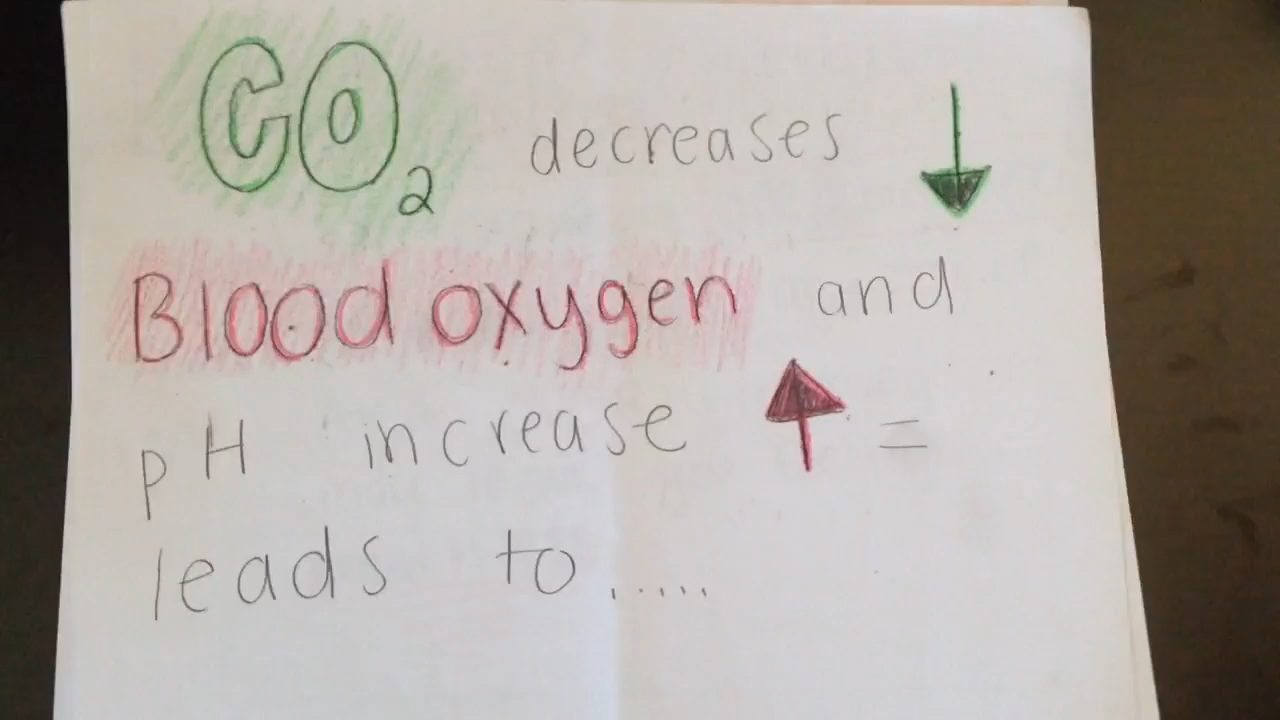 CO₂ decreases ↓
Blood oxygen and
pH increase ↑ =
leads to.....